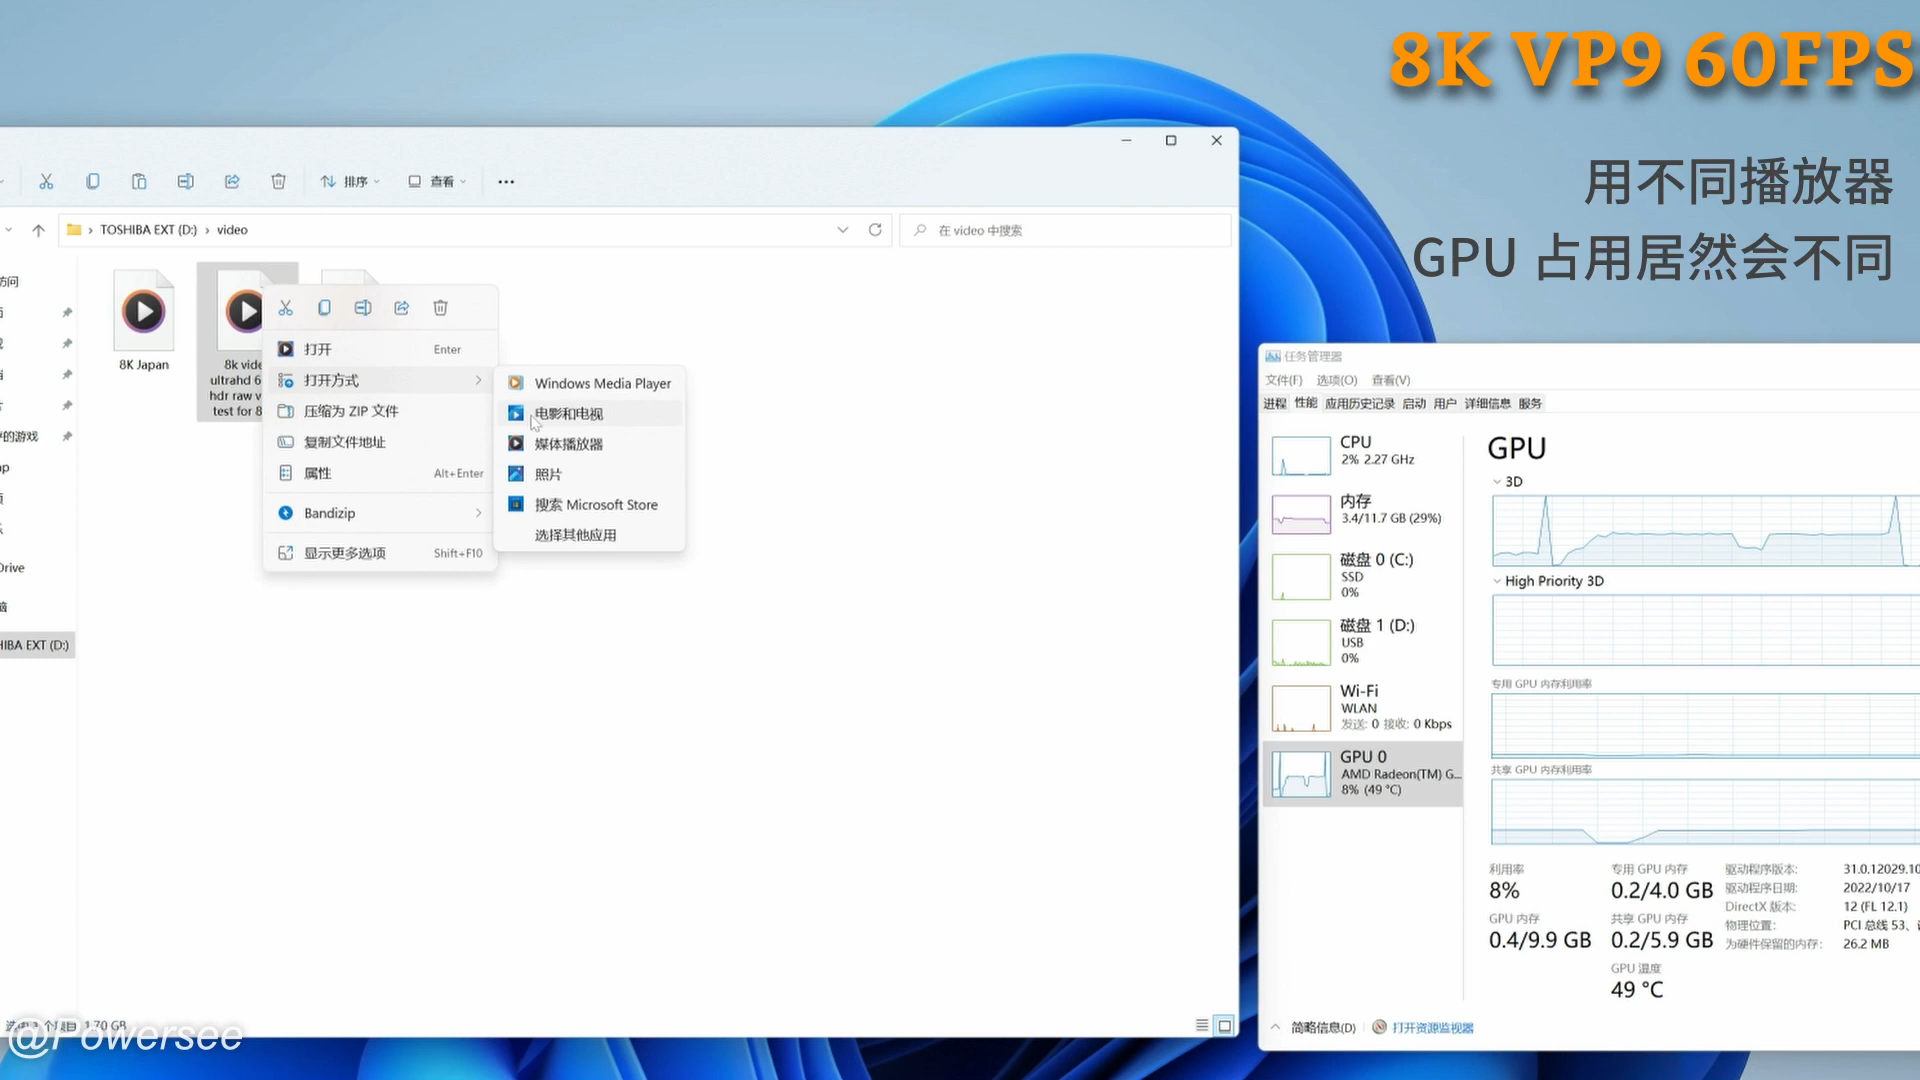 8K VP9 60FPS
用不同播放器
GPU 占用居然会不同
排序
查看
TOSHIBA EXT (D:)
video
在 video 中搜索
访问
的游戏
Drive
HIBA EXT (D:)
8K Japan
8k vide
ultrahd 6
hdr raw v
test for 8
打开
Enter
打开方式
压缩为 ZIP 文件
复制文件地址
属性
Alt+Enter
Bandizip
显示更多选项
Shift+F10
Windows Media Player
电影和电视
媒体播放器
照片
搜索 Microsoft Store
选择其他应用
1.70 GB
@Powersee
任务管理器
文件(F) 选项(O) 查看(V)
进程 性能 应用历史记录 启动 用户 详细信息 服务
CPU
2% 2.27 GHz
内存
3.4/11.7 GB (29%)
磁盘 0 (C:)
SSD
0%
磁盘 1 (D:)
USB
0%
Wi-Fi
WLAN
发送: 0 接收: 0 Kbps
GPU 0
AMD Radeon(TM) G...
8% (49 °C)
GPU
3D
High Priority 3D
专用 GPU 内存利用率
共享 GPU 内存利用率
利用率
8%
专用 GPU 内存
0.2/4.0 GB
GPU 内存
0.4/9.9 GB
共享 GPU 内存
0.2/5.9 GB
GPU 温度
49 °C
驱动程序版本: 31.0.12029.10
驱动程序日期: 2022/10/17
DirectX 版本: 12 (FL 12.1)
物理位置: PCI 总线 53、
为硬件保留的内存: 26.2 MB
简略信息(D)
打开资源监视器